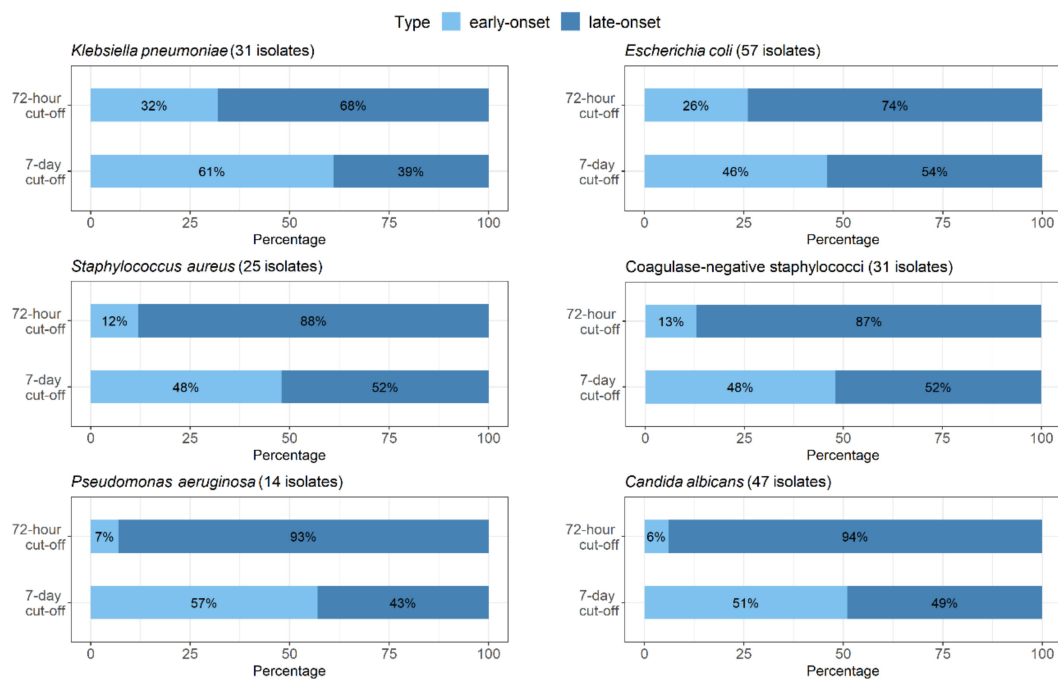 Type early-onset late-onset
Klebsiella pneumoniae (31 isolates)
72-hour
cut-off
32% 68%
7-day
cut-off
61% 39%
0 25 50 75 100
Percentage
Escherichia coli (57 isolates)
72-hour
cut-off
26% 74%
7-day
cut-off
46% 54%
0 25 50 75 100
Percentage
Staphylococcus aureus (25 isolates)
72-hour
cut-off
12% 88%
7-day
cut-off
48% 52%
0 25 50 75 100
Percentage
Coagulase-negative staphylococci (31 isolates)
72-hour
cut-off
13% 87%
7-day
cut-off
48% 52%
0 25 50 75 100
Percentage
Pseudomonas aeruginosa (14 isolates)
72-hour
cut-off
7% 93%
7-day
cut-off
57% 43%
0 25 50 75 100
Percentage
Candida albicans (47 isolates)
72-hour
cut-off
6% 94%
7-day
cut-off
51% 49%
0 25 50 75 100
Percentage